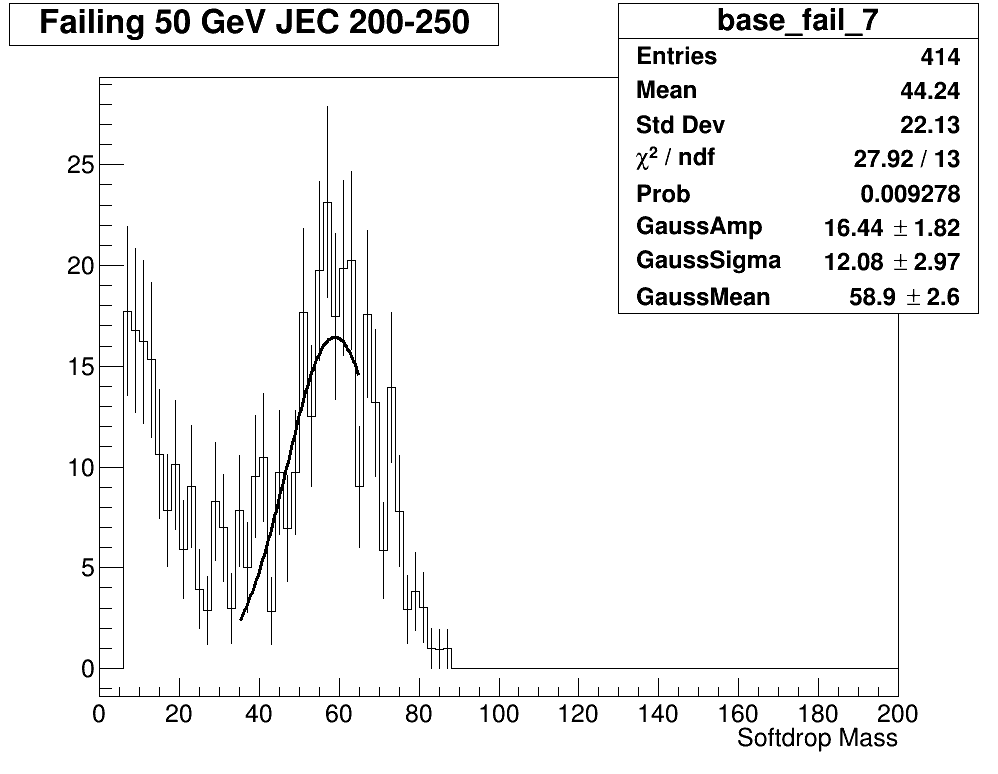 Failing 50 GeV JEC 200-250
base_fail_7
Entries 414
Mean 44.24
Std Dev 22.13
χ² / ndf 27.92 / 13
Prob 0.009278
GaussAmp 16.44 ± 1.82
GaussSigma 12.08 ± 2.97
GaussMean 58.9 ± 2.6
25
20
15
10
5
0
0 20 40 60 80 100 120 140 160 180 200
Softdrop Mass